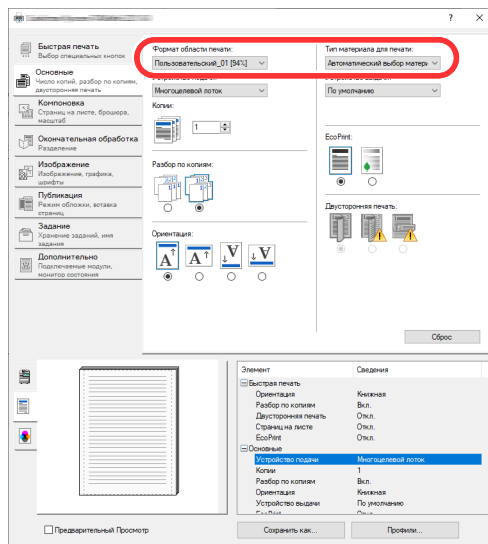 ? ×
Быстрая печать
Выбор специальных кнопок
Основные
Число копий, разбор по копиям,
двусторонняя печать
Компоновка
Страниц на листе, брошюра,
масштаб
Окончательная обработка
Разделение
Изображение
Изображение, графика,
шрифты
Публикация
Режим обложки, вставка
страниц
Задание
Хранение заданий, имя
задания
Дополнительно
Подключаемые модули,
монитор состояния
Формат области печати:
Пользовательский_01 [94%]
Многоцелевой лоток
Копии:
1
Разбор по копиям:
Ориентация:
A A A A
Тип материала для печати:
Автоматический выбор матери
По умолчанию
EcoPrint:
Двусторонняя печать:
Сброс
Предварительный Просмотр
Элемент Сведения
Быстрая печать
Ориентация Книжная
Разбор по копиям Вкл.
Двусторонняя печать Откл.
Страниц на листе Откл.
EcoPrint Откл.
Основные
Устройство подачи Многоцелевой лоток
Копии 1
Разбор по копиям Вкл.
Ориентация Книжная
Устройство выдачи По умолчанию
Сохранить как... Профили...